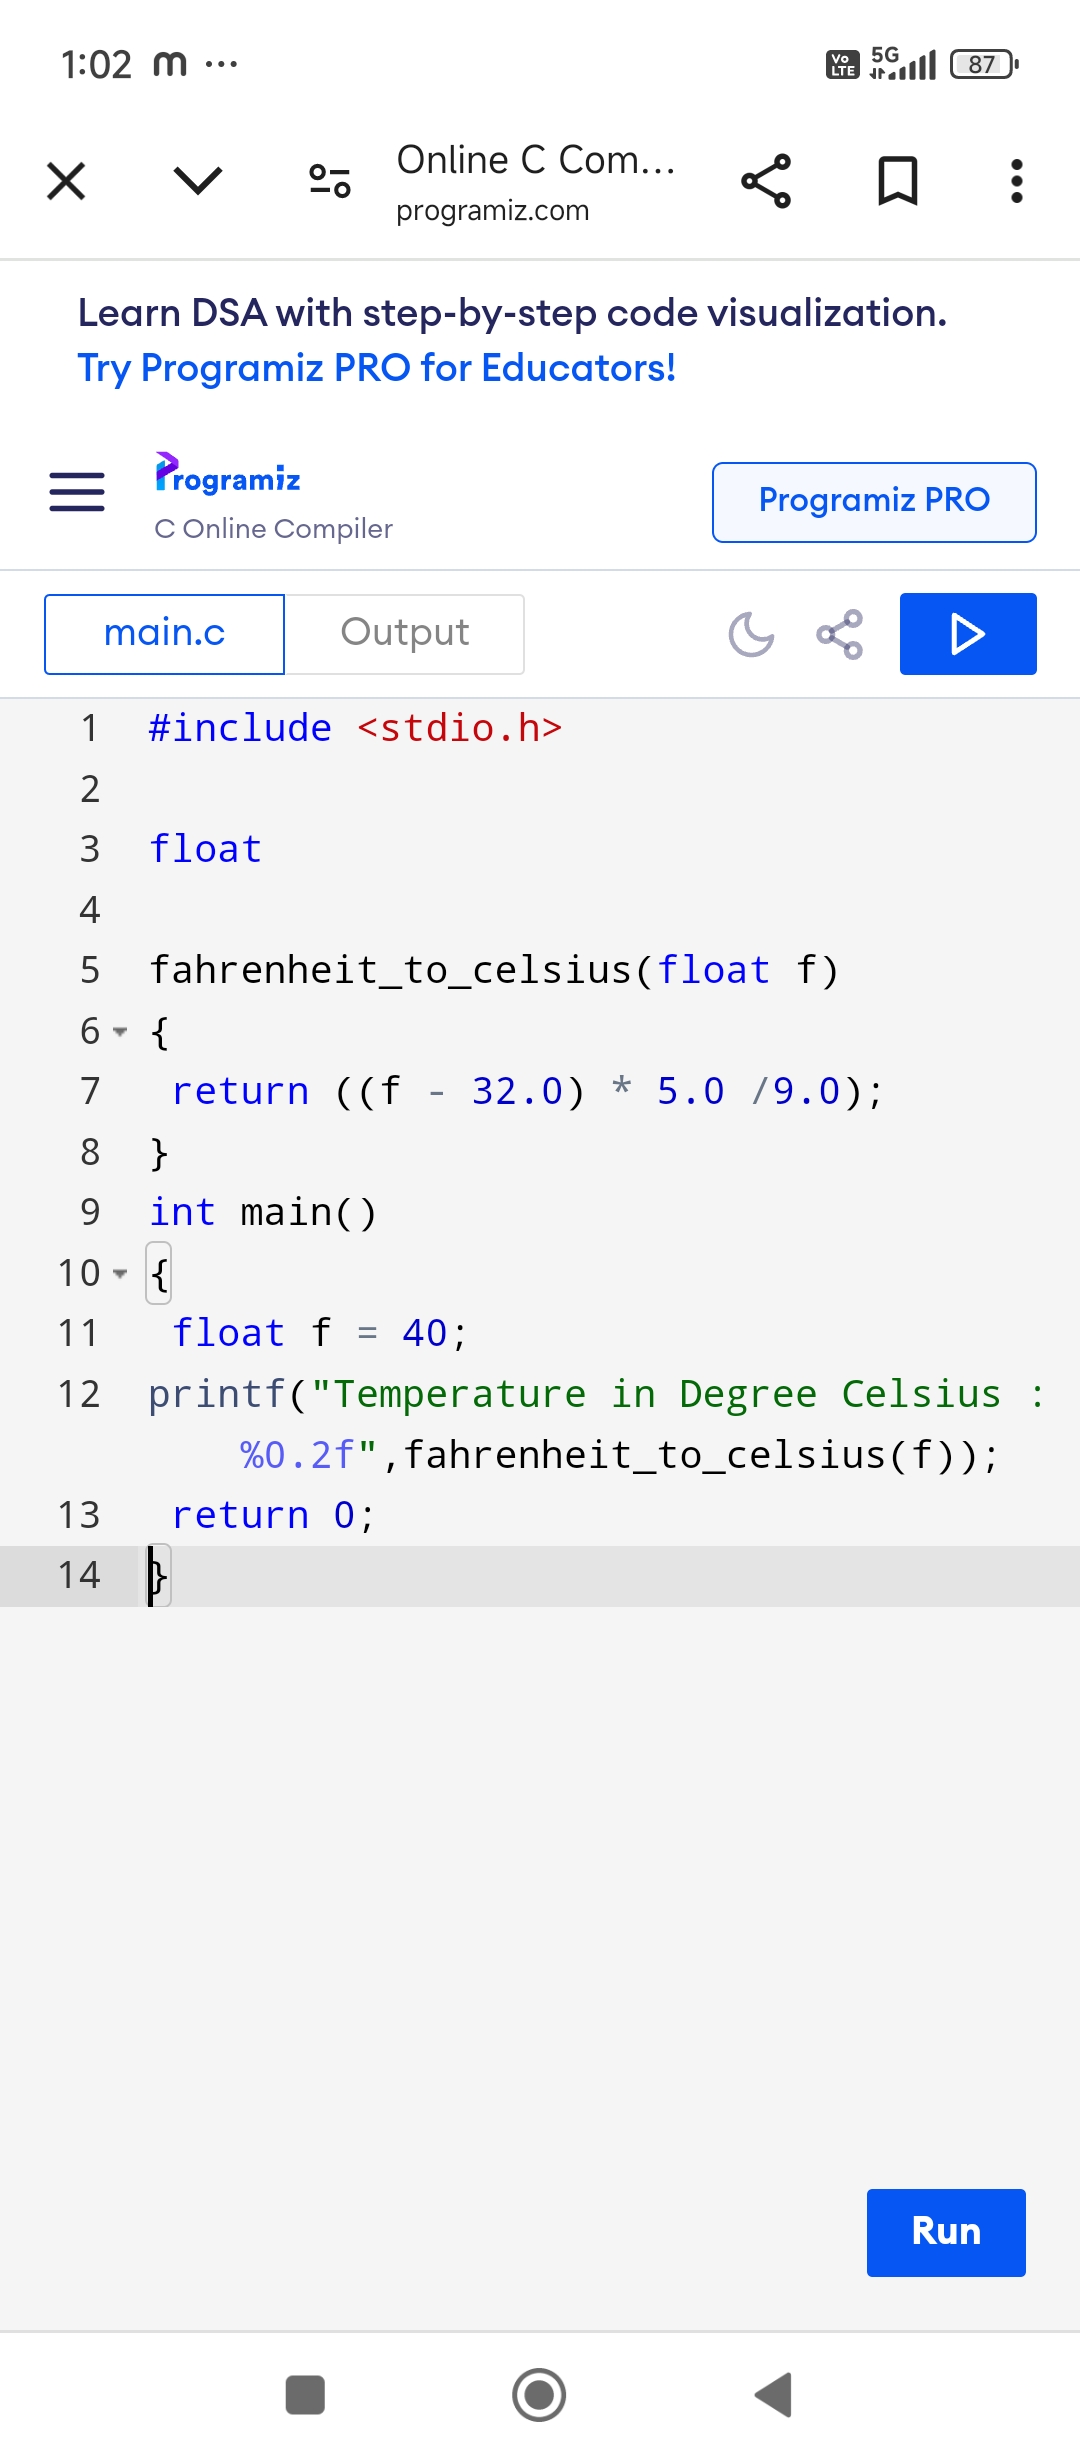 1:02 m ...
Vo LTE 5G 87
Online C Com...
programiz.com
Learn DSA with step-by-step code visualization.
Try Programiz PRO for Educators!
Programiz
C Online Compiler
Programiz PRO
main.c Output
1 #include <stdio.h>
2
3 float
4
5 fahrenheit_to_celsius(float f)
6 {
7 return ((f - 32.0) * 5.0 /9.0);
8 }
9 int main()
10 {
11 float f = 40;
12 printf("Temperature in Degree Celsius :
%0.2f",fahrenheit_to_celsius(f));
13 return 0;
14 }
Run